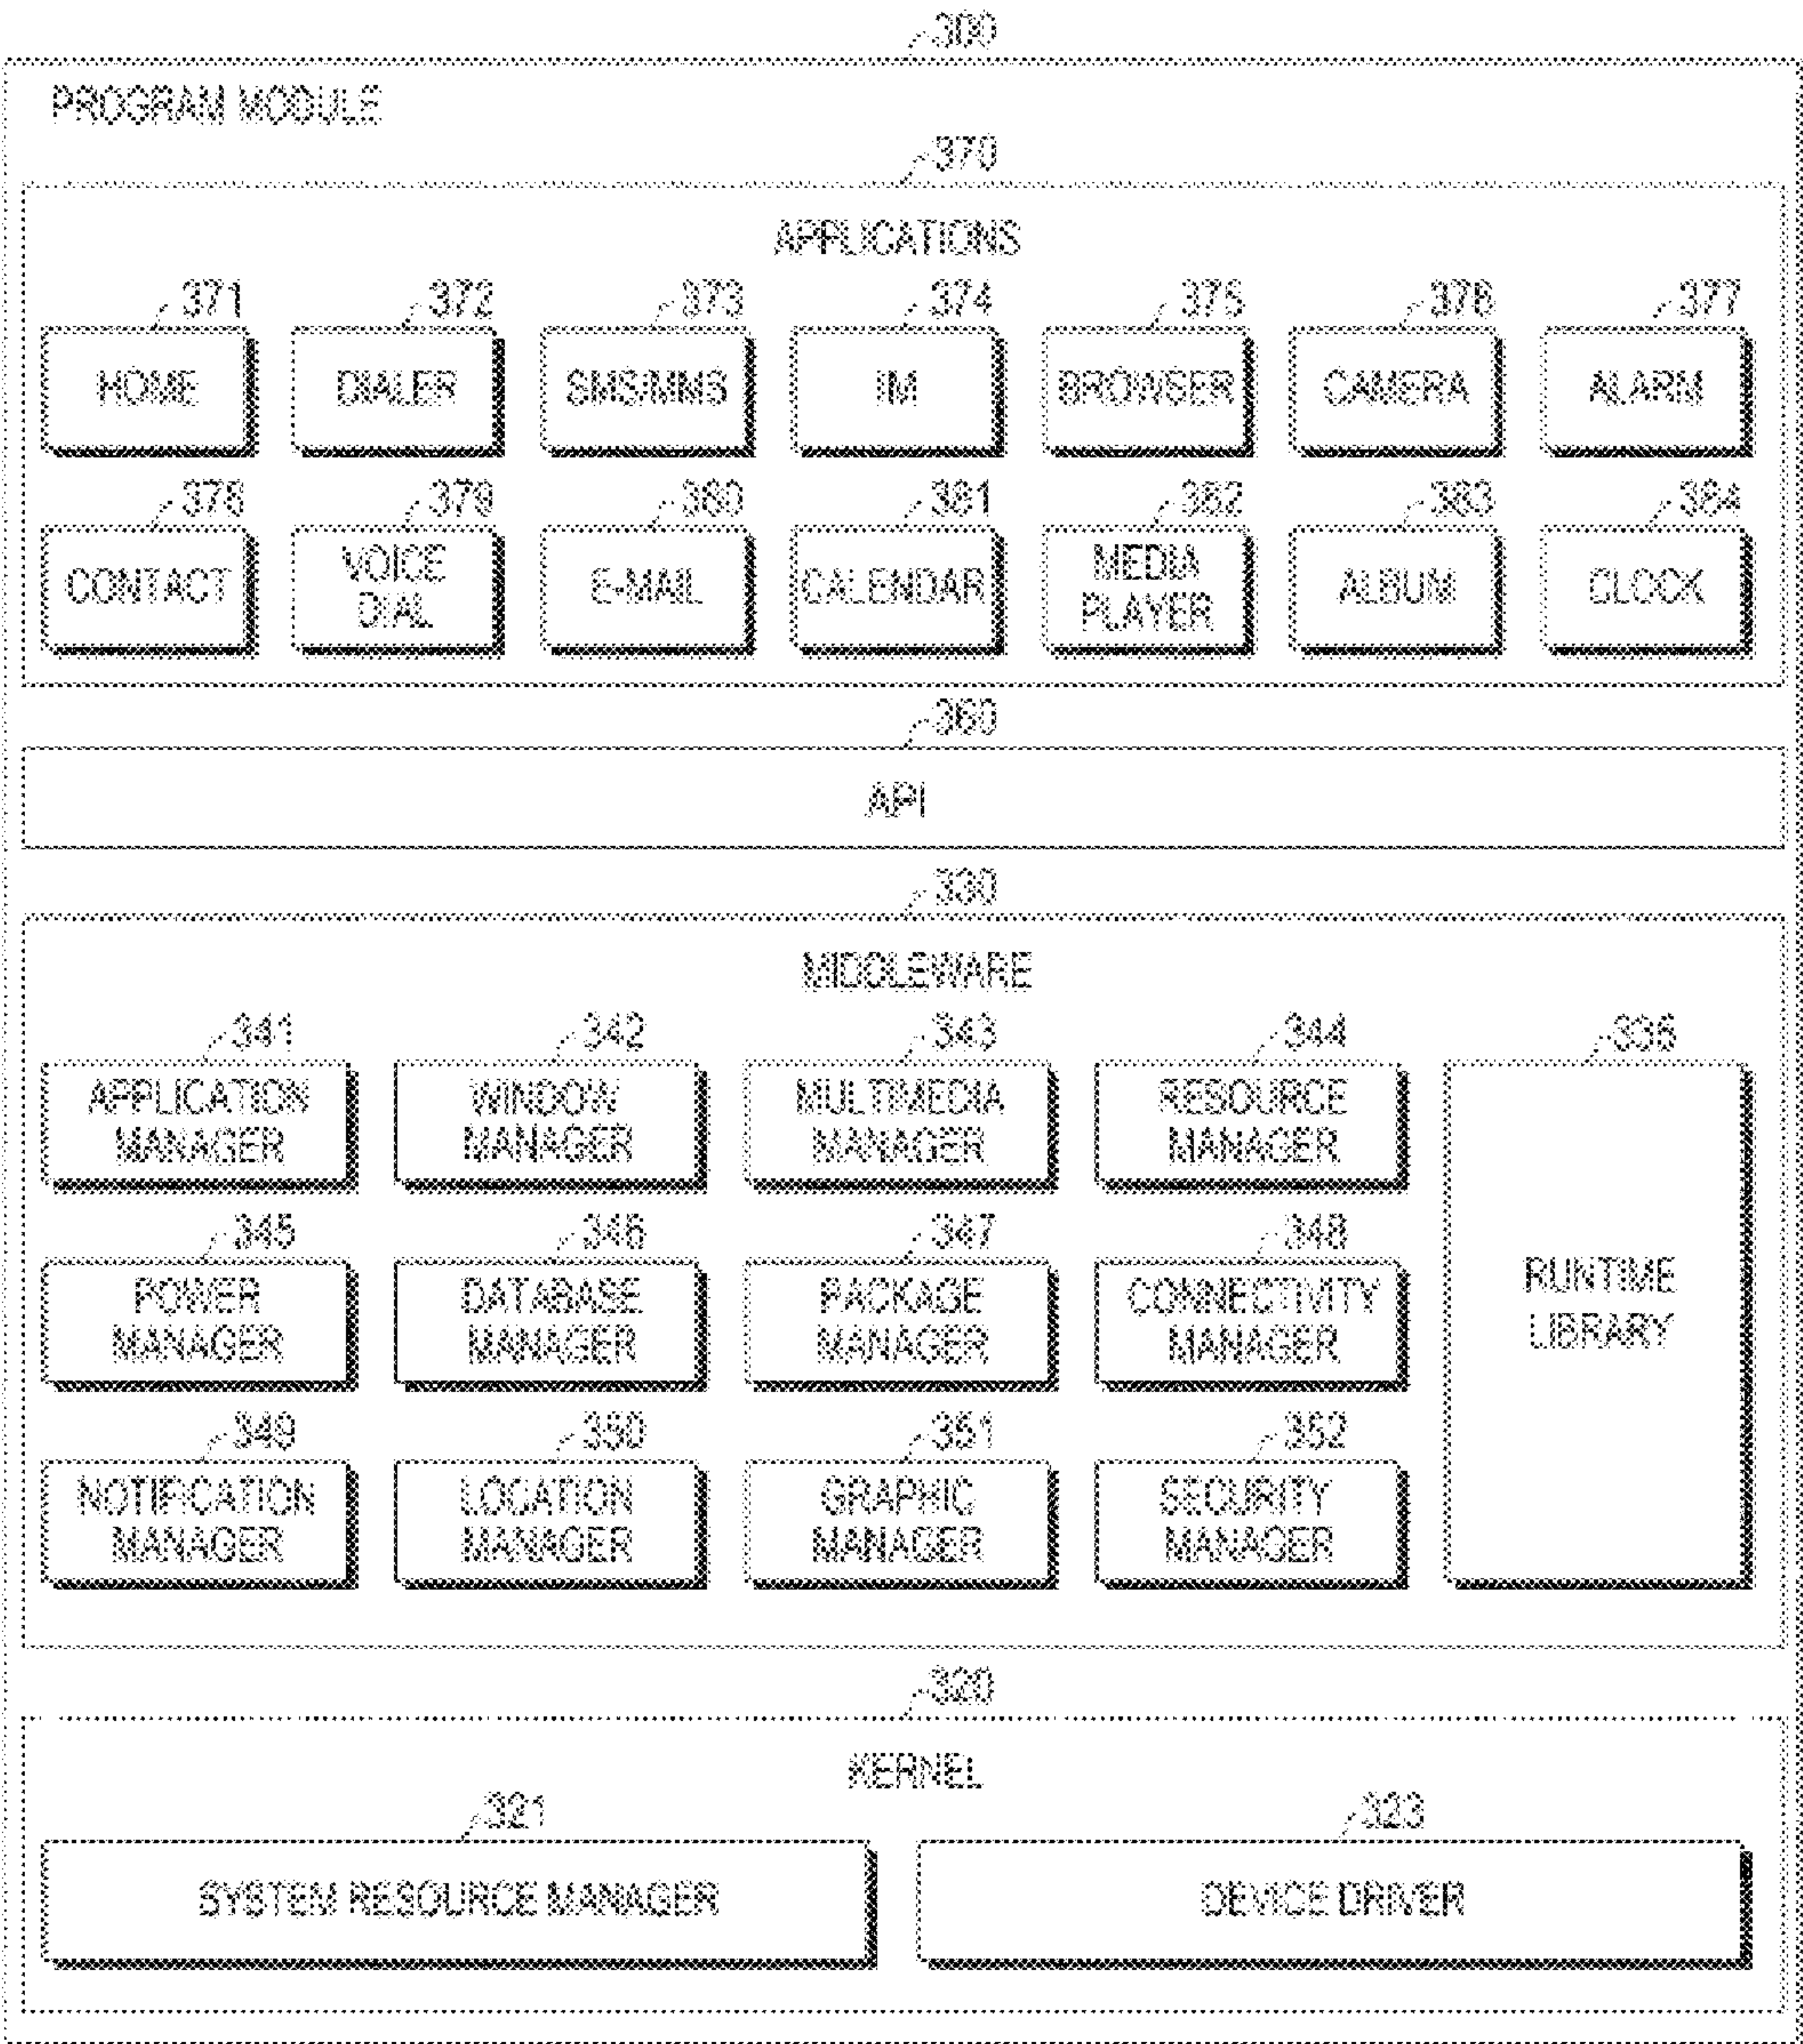 300
PROGRAM MODULE
370
APPLICATIONS
371 372 373 374 375 376 377
HOME DIALER SMS/MMS IM BROWSER CAMERA ALARM
378 379 380 381 382 383 384
CONTACT VOICE DIAL E-MAIL CALENDAR MEDIA PLAYER ALBUM CLOCK
360
API
330
MIDDLEWARE
341 342 343 344 335
APPLICATION MANAGER WINDOW MANAGER MULTIMEDIA MANAGER RESOURCE MANAGER
345 346 347 348
POWER MANAGER DATABASE MANAGER PACKAGE MANAGER CONNECTIVITY MANAGER RUNTIME LIBRARY
349 350 351 352
NOTIFICATION MANAGER LOCATION MANAGER GRAPHIC MANAGER SECURITY MANAGER
320
KERNEL
321 323
SYSTEM RESOURCE MANAGER DEVICE DRIVER